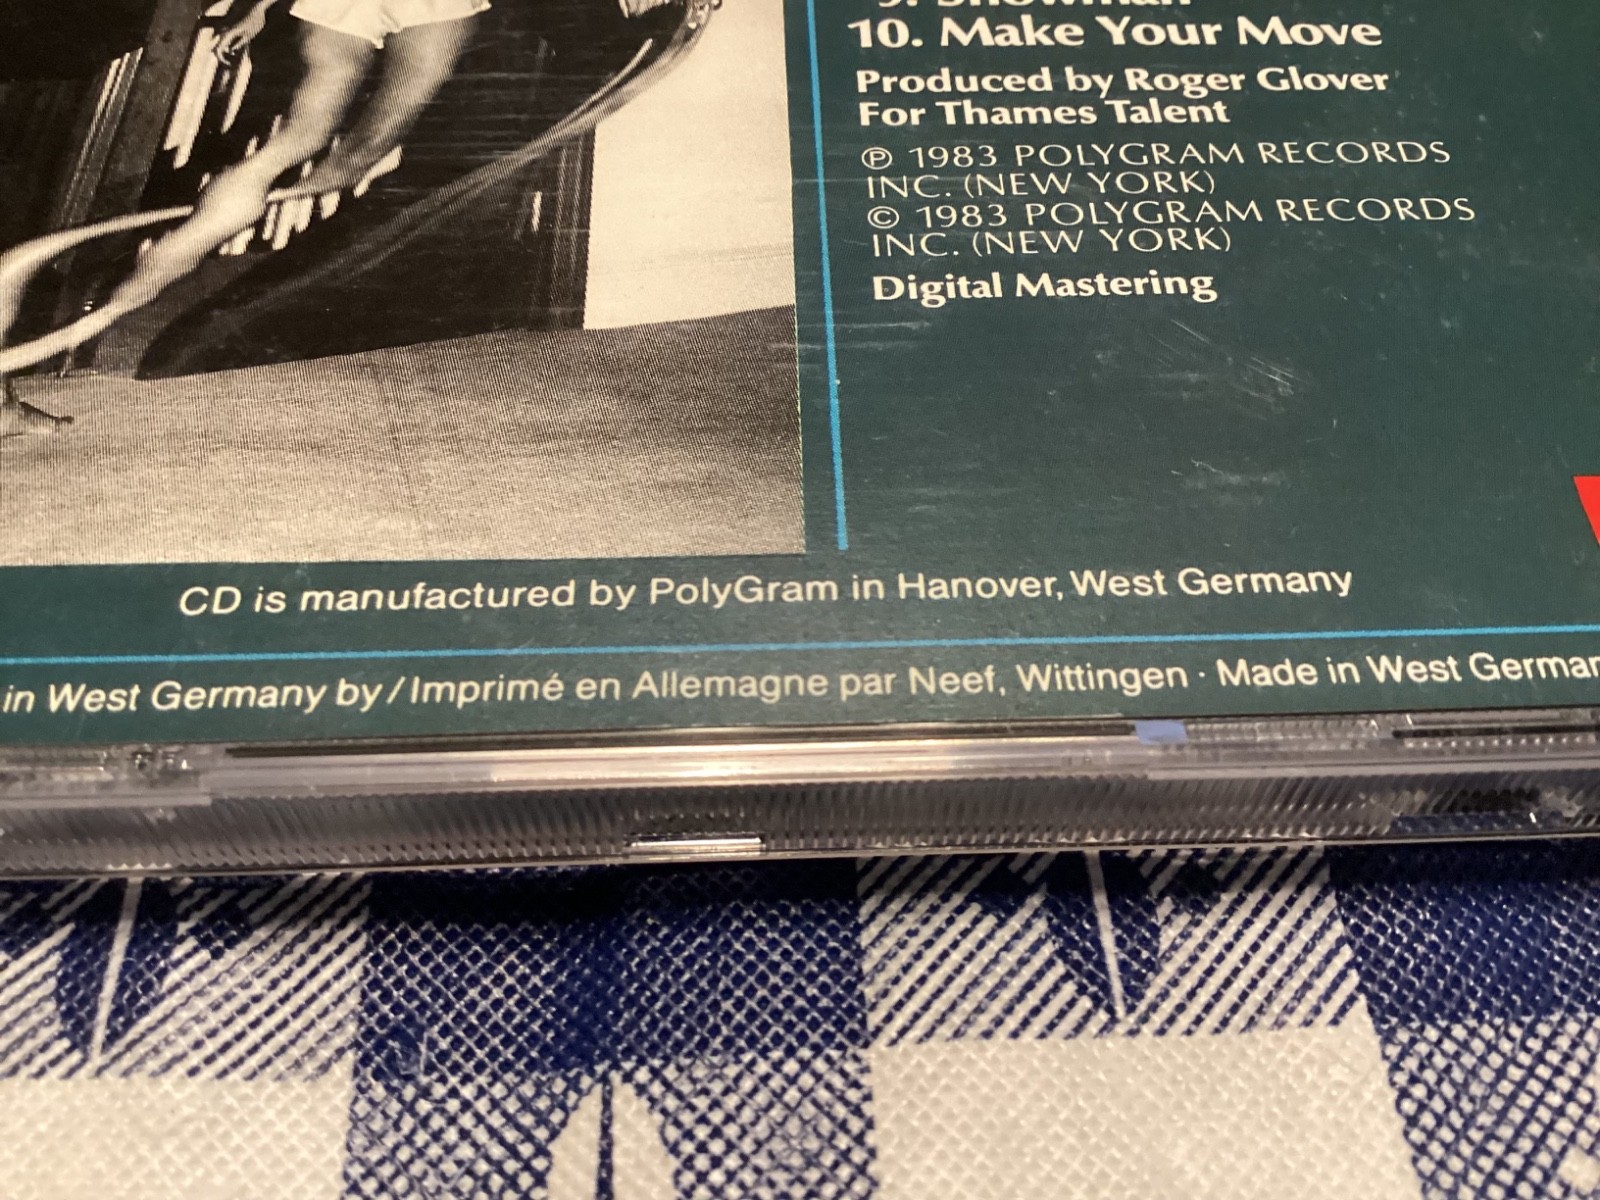 9. Snowman
10. Make Your Move
Produced by Roger Glover
For Thames Talent
℗ 1983 POLYGRAM RECORDS
INC. (NEW YORK)
© 1983 POLYGRAM RECORDS
INC. (NEW YORK)
Digital Mastering
CD is manufactured by PolyGram in Hanover, West Germany
in West Germany by/Imprimé en Allemagne par Neef, Wittingen · Made in West German